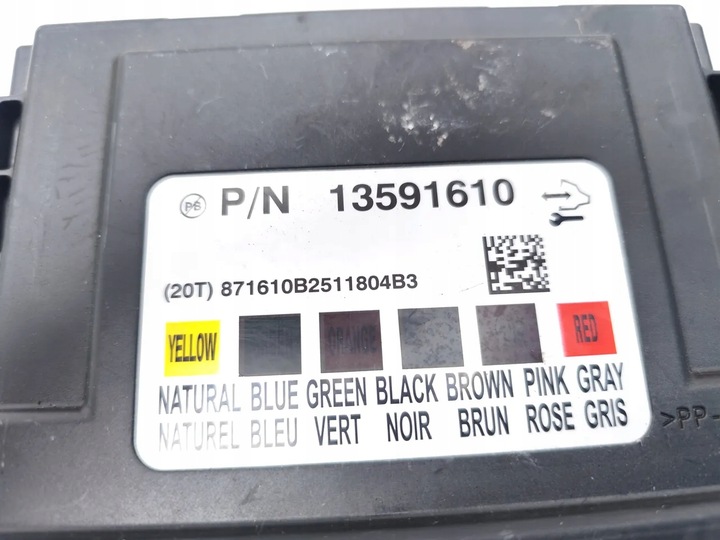 PS P/N 13591610
(20T) 871610B2511804B3
YELLOW ORANGE RED
NATURAL BLUE GREEN BLACK BROWN PINK GRAY
NATUREL BLEU VERT NOIR BRUN ROSE GRIS
>PP-